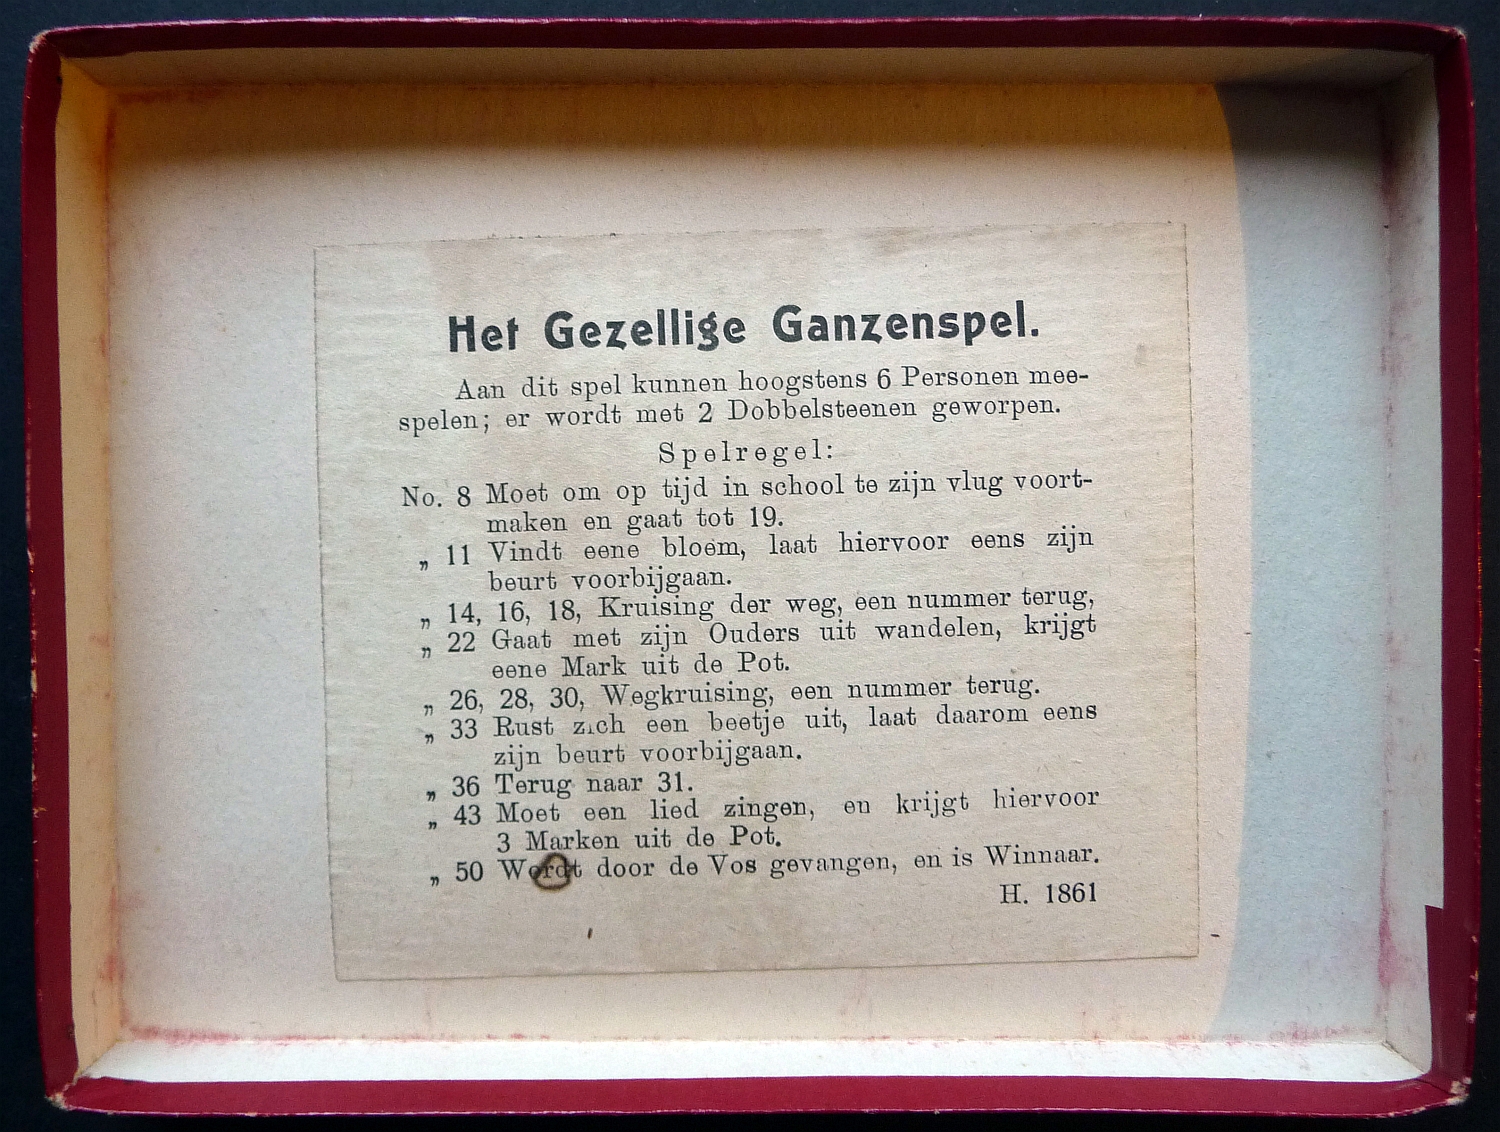 Het Gezellige Ganzenspel.
Aan dit spel kunnen hoogstens 6 Personen mee-
spelen; er wordt met 2 Dobbelsteenen geworpen.
Spelregel:
No. 8 Moet om op tijd in school te zijn vlug voort-
maken en gaat tot 19.
„ 11 Vindt eene bloem, laat hiervoor eens zijn
beurt voorbijgaan.
„ 14, 16, 18, Kruising der weg, een nummer terug,
„ 22 Gaat met zijn Ouders uit wandelen, krijgt
eene Mark uit de Pot.
„ 26, 28, 30, Wegkruising, een nummer terug.
„ 33 Rust zich een beetje uit, laat daarom eens
zijn beurt voorbijgaan.
„ 36 Terug naar 31.
„ 43 Moet een lied zingen, en krijgt hiervoor
3 Marken uit de Pot.
„ 50 Wordt door de Vos gevangen, en is Winnaar.
H. 1861